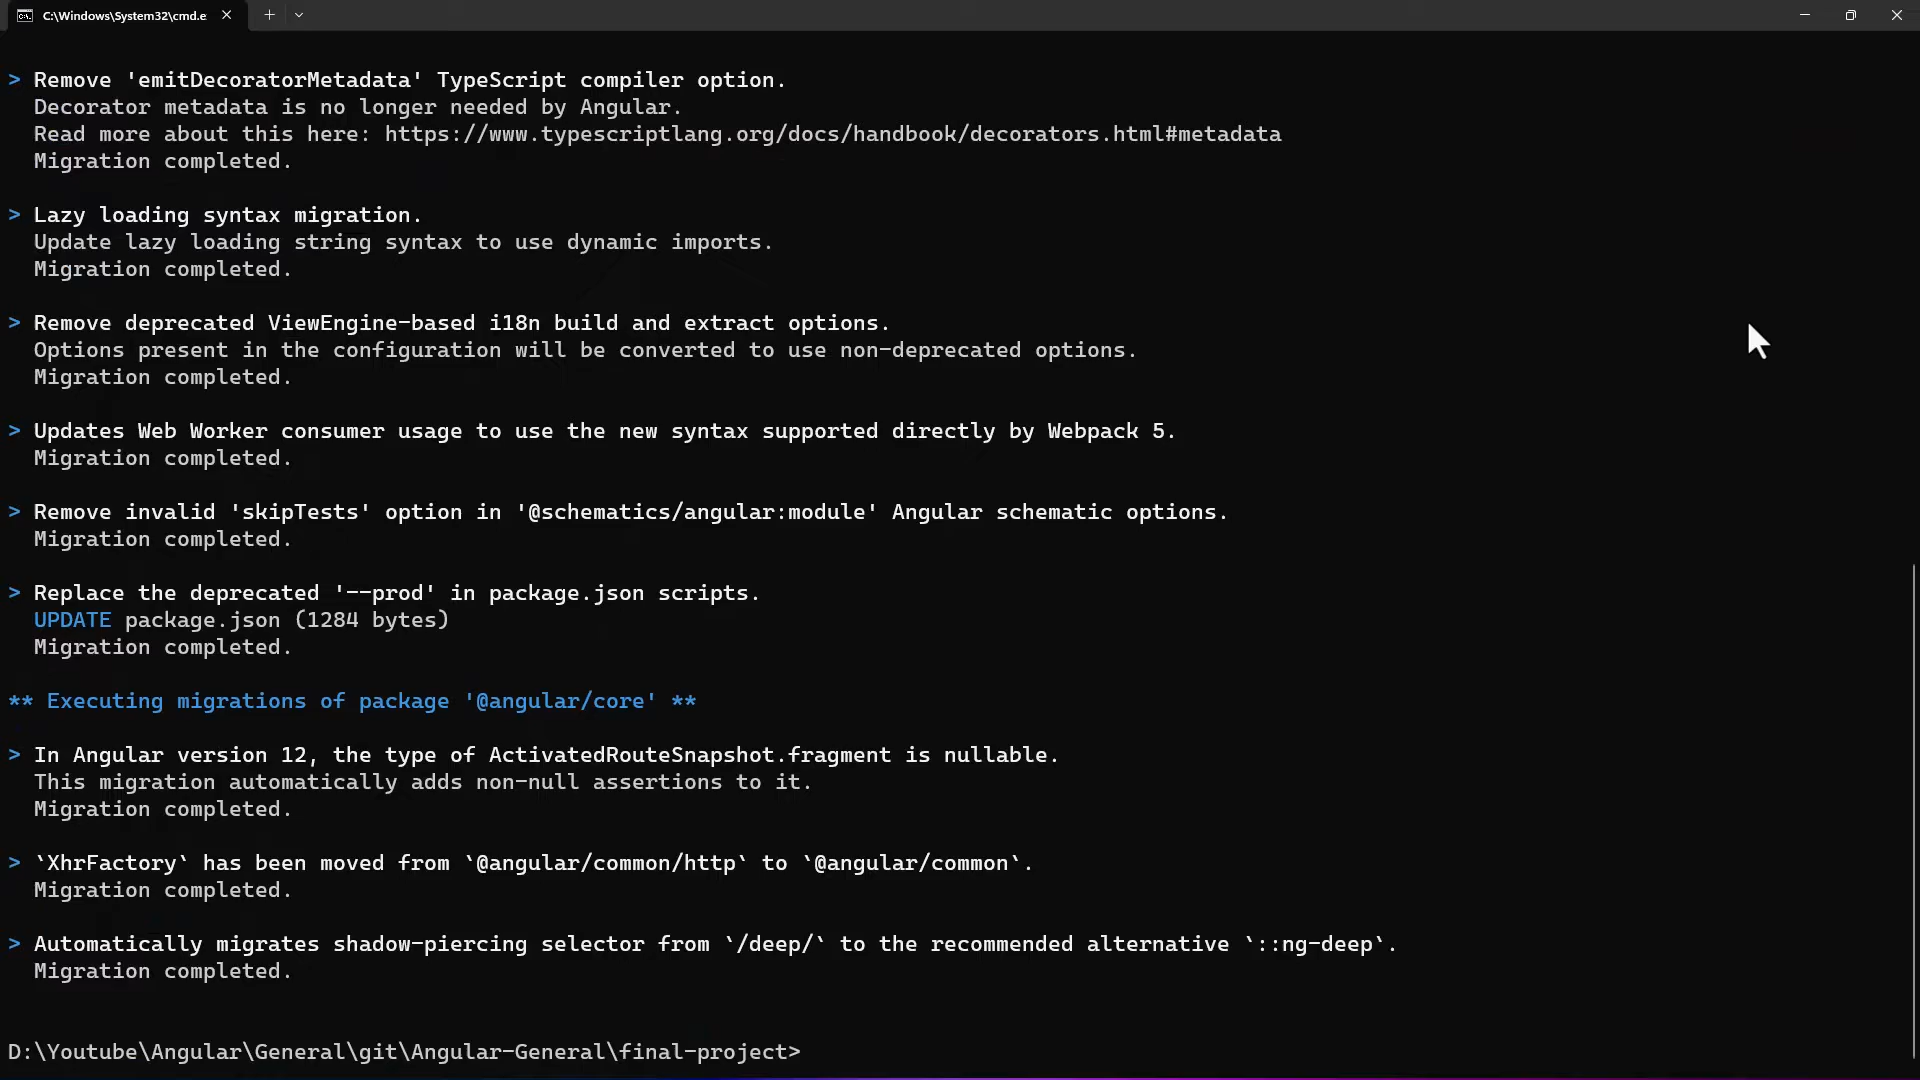 C:\Windows\System32\cmd.e
> Remove 'emitDecoratorMetadata' TypeScript compiler option.
Decorator metadata is no longer needed by Angular.
Read more about this here: https://www.typescriptlang.org/docs/handbook/decorators.html#metadata
Migration completed.
> Lazy loading syntax migration.
Update lazy loading string syntax to use dynamic imports.
Migration completed.
> Remove deprecated ViewEngine-based i18n build and extract options.
Options present in the configuration will be converted to use non-deprecated options.
Migration completed.
> Updates Web Worker consumer usage to use the new syntax supported directly by Webpack 5.
Migration completed.
> Remove invalid 'skipTests' option in '@schematics/angular:module' Angular schematic options.
Migration completed.
> Replace the deprecated '--prod' in package.json scripts.
UPDATE package.json (1284 bytes)
Migration completed.
** Executing migrations of package '@angular/core' **
> In Angular version 12, the type of ActivatedRouteSnapshot.fragment is nullable.
This migration automatically adds non-null assertions to it.
Migration completed.
> `XhrFactory` has been moved from `@angular/common/http` to `@angular/common`.
Migration completed.
> Automatically migrates shadow-piercing selector from `/deep/` to the recommended alternative `::ng-deep`.
Migration completed.
D:\Youtube\Angular\General\git\Angular-General\final-project>